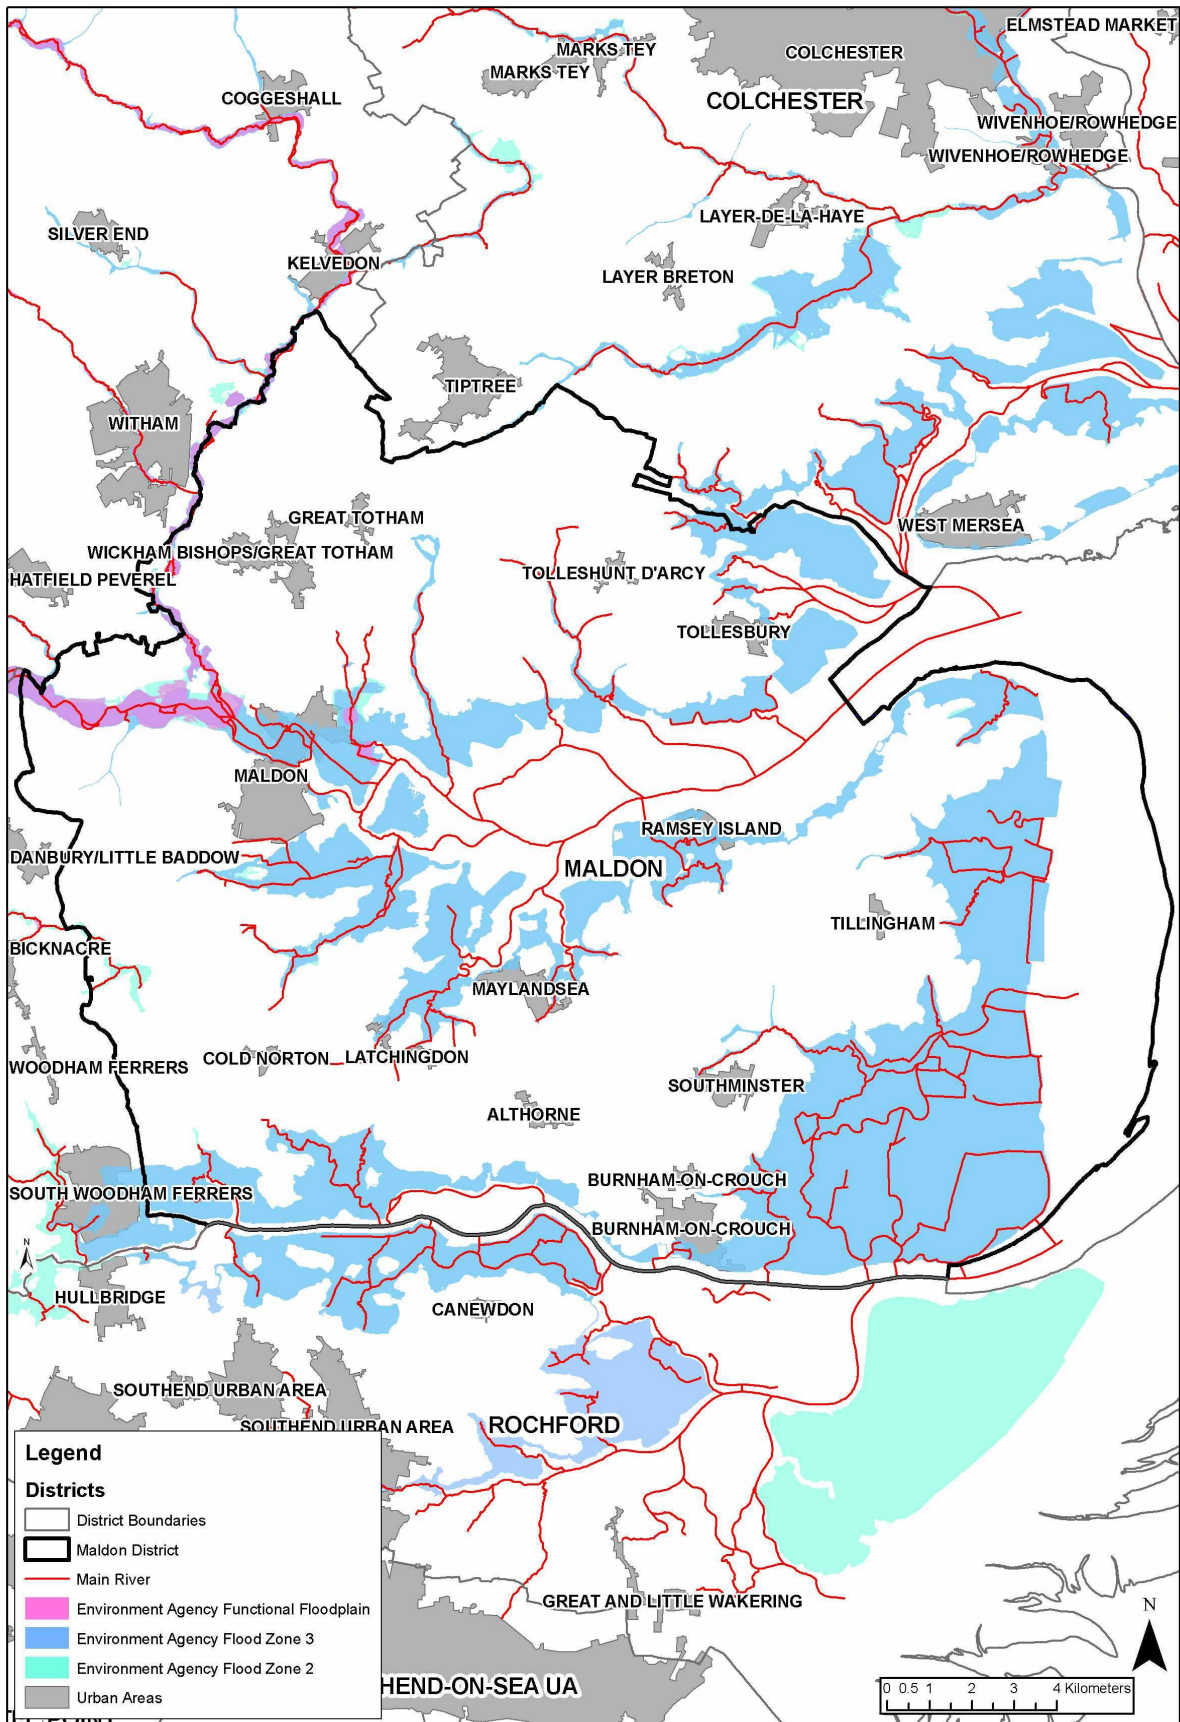 ELMSTEAD MARKET
MARKS TEY
COLCHESTER
MARKS TEY
COGGESHALL
COLCHESTER
WIVENHOE/ROWHEDGE
WIVENHOE/ROWHEDGE
LAYER-DE-LA-HAYE
SILVER END
KELVEDON
LAYER BRETON
TIPTREE
WITHAM
GREAT TOTHAM
WEST MERSEA
WICKHAM BISHOPS/GREAT TOTHAM
HATFIELD PEVEREL
TOLLESHUNT D'ARCY
TOLLESBURY
MALDON
RAMSEY ISLAND
DANBURY/LITTLE BADDOW
MALDON
TILLINGHAM
BICKNACRE
MAYLANDSEA
COLD NORTON
LATCHINGDON
WOODHAM FERRERS
SOUTHMINSTER
ALTHORNE
BURNHAM-ON-CROUCH
SOUTH WOODHAM FERRERS
BURNHAM-ON-CROUCH
N
HULLBRIDGE
CANEWDON
SOUTHEND URBAN AREA
SOUTHEND URBAN AREA
ROCHFORD
Legend
Districts
District Boundaries
Maldon District
Main River
Environment Agency Functional Floodplain
Environment Agency Flood Zone 3
Environment Agency Flood Zone 2
Urban Areas
GREAT AND LITTLE WAKERING
N
HEND-ON-SEA UA
0 0.5 1 2 3 4 Kilometers